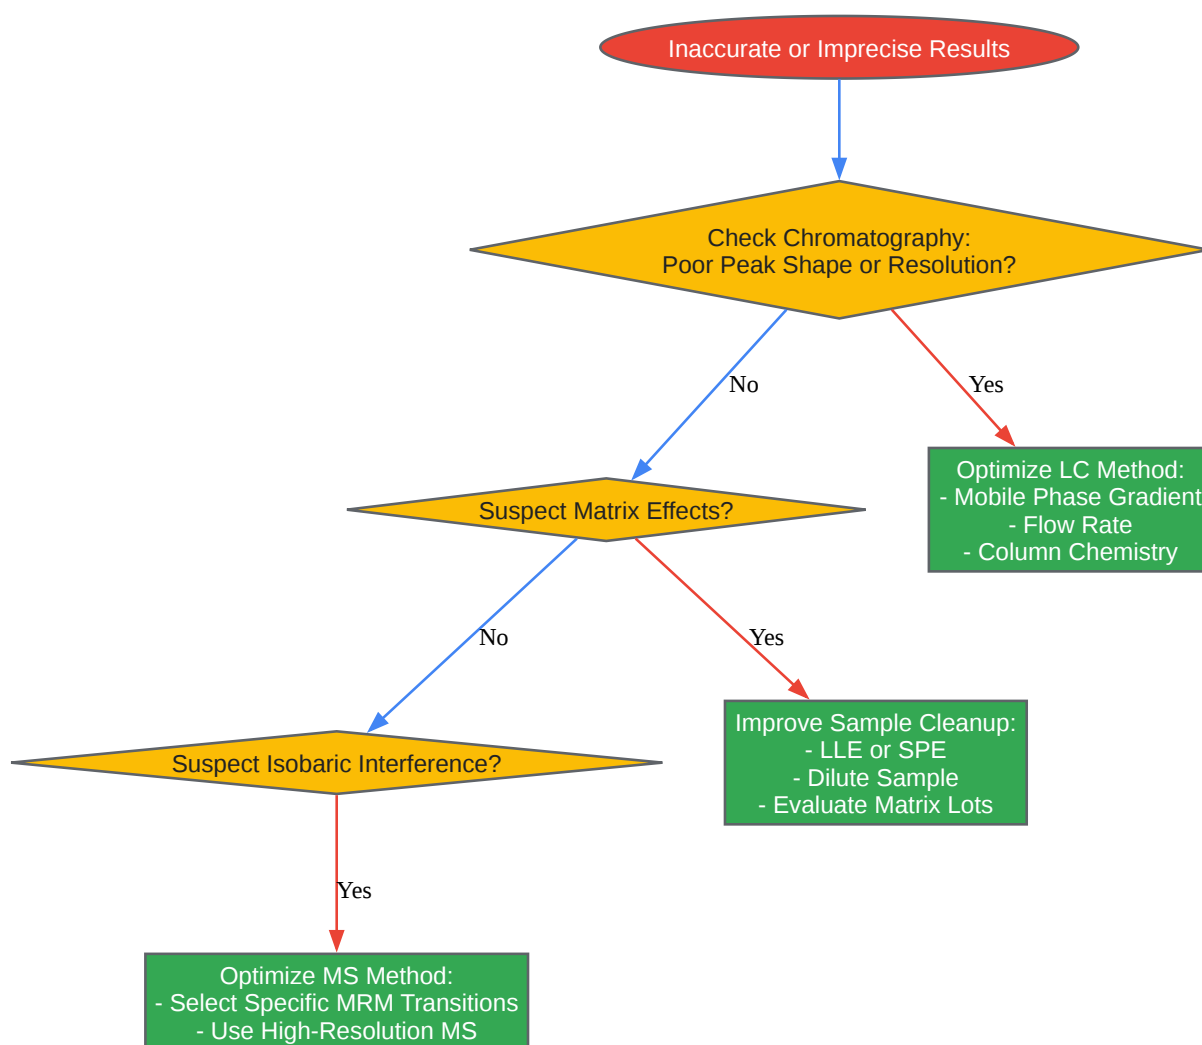 Inaccurate or Imprecise Results
Check Chromatography:
Poor Peak Shape or Resolution?
No
Yes
Optimize LC Method:
- Mobile Phase Gradient
- Flow Rate
- Column Chemistry
Suspect Matrix Effects?
No
Yes
Improve Sample Cleanup:
- LLE or SPE
- Dilute Sample
- Evaluate Matrix Lots
Suspect Isobaric Interference?
Yes
Optimize MS Method:
- Select Specific MRM Transitions
- Use High-Resolution MS